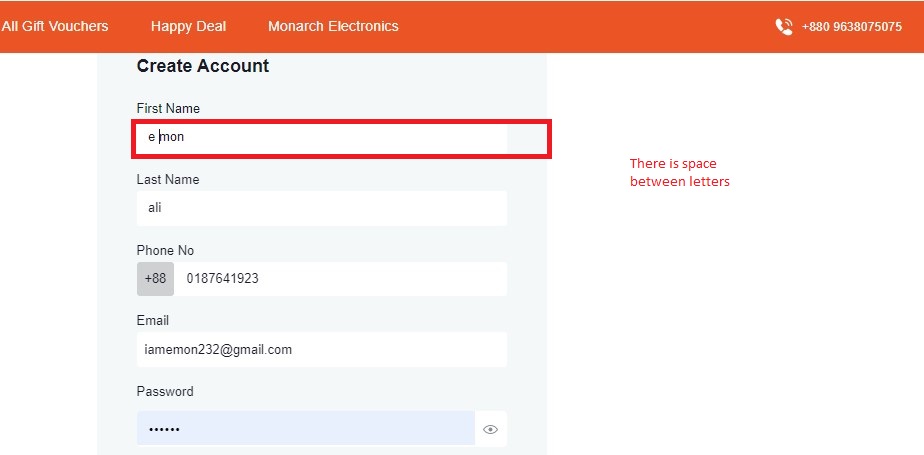 All Gift Vouchers Happy Deal Monarch Electronics +880 9638075075
Create Account
First Name
e mon
There is space
between letters
Last Name
ali
Phone No
+88 0187641923
Email
iamemon232@gmail.com
Password
••••••